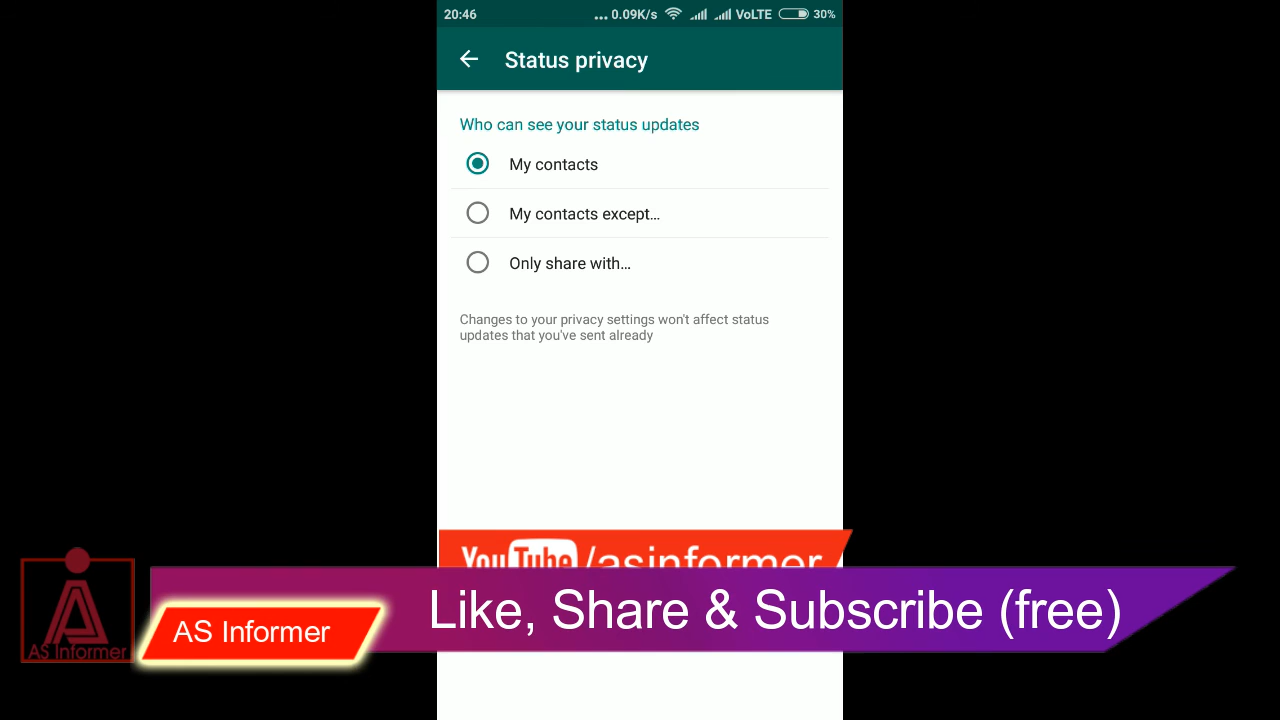 20:46 ... 0.09K/s VoLTE 30%
Status privacy
Who can see your status updates
My contacts
My contacts except...
Only share with...
Changes to your privacy settings won't affect status
updates that you've sent already
YouTube/asinformer
Like, Share & Subscribe (free)
AS Informer
AS Informer